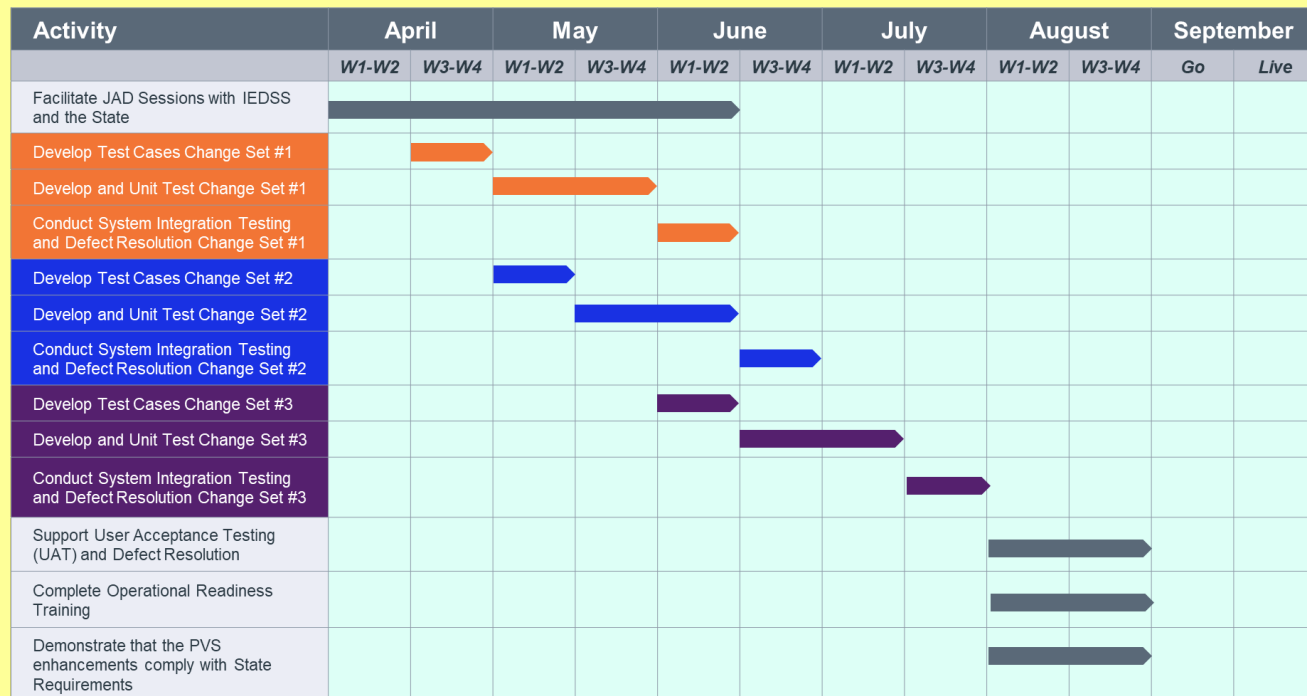 Activity April May June July August September
W1-W2 W3-W4 W1-W2 W3-W4 W1-W2 W3-W4 W1-W2 W3-W4 W1-W2 W3-W4 Go Live
Facilitate JAD Sessions with IEDSS
and the State
Develop Test Cases Change Set #1
Develop and Unit Test Change Set #1
Conduct System Integration Testing
and Defect Resolution Change Set #1
Develop Test Cases Change Set #2
Develop and Unit Test Change Set #2
Conduct System Integration Testing
and Defect Resolution Change Set #2
Develop Test Cases Change Set #3
Develop and Unit Test Change Set #3
Conduct System Integration Testing
and Defect Resolution Change Set #3
Support User Acceptance Testing
(UAT) and Defect Resolution
Complete Operational Readiness
Training
Demonstrate that the PVS
enhancements comply with State
Requirements